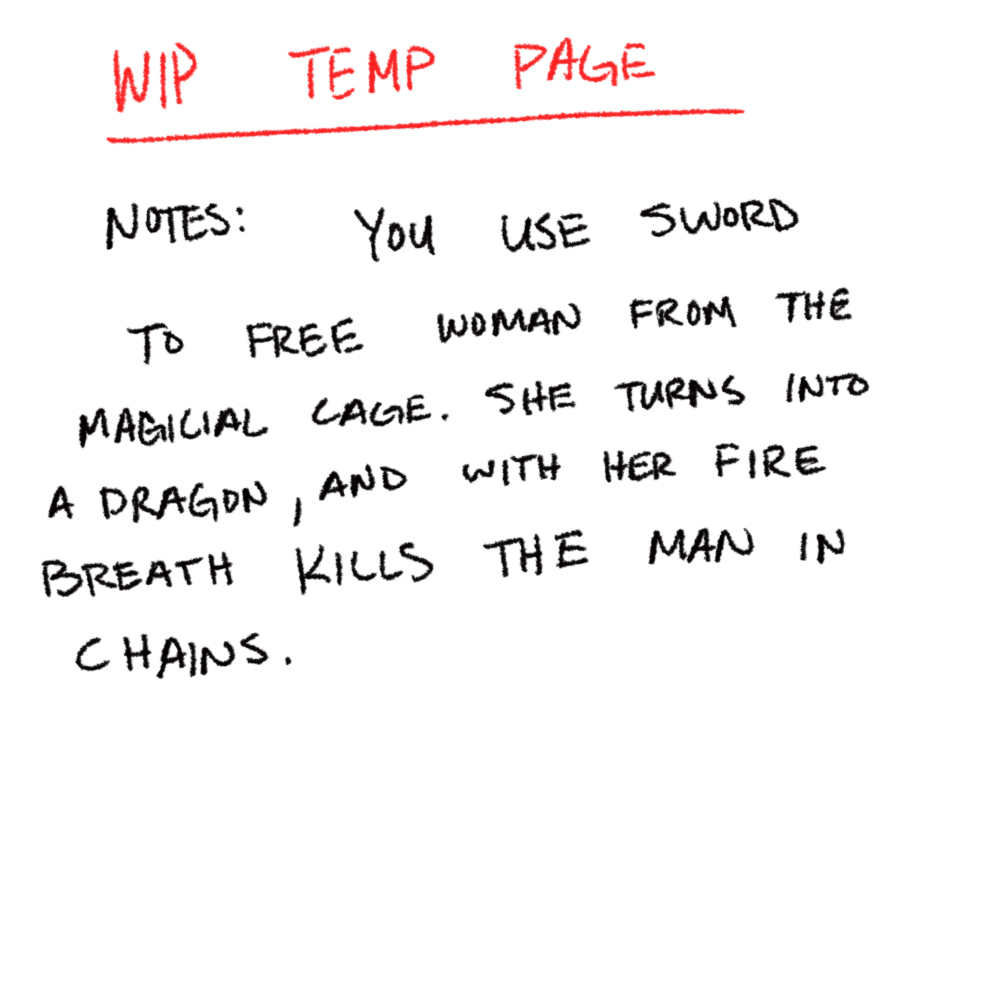 WIP TEMP PAGE
NOTES: YOU USE SWORD
TO FREE WOMAN FROM THE
MAGICIAL CAGE. SHE TURNS INTO
A DRAGON, AND WITH HER FIRE
BREATH KILLS THE MAN IN
CHAINS.